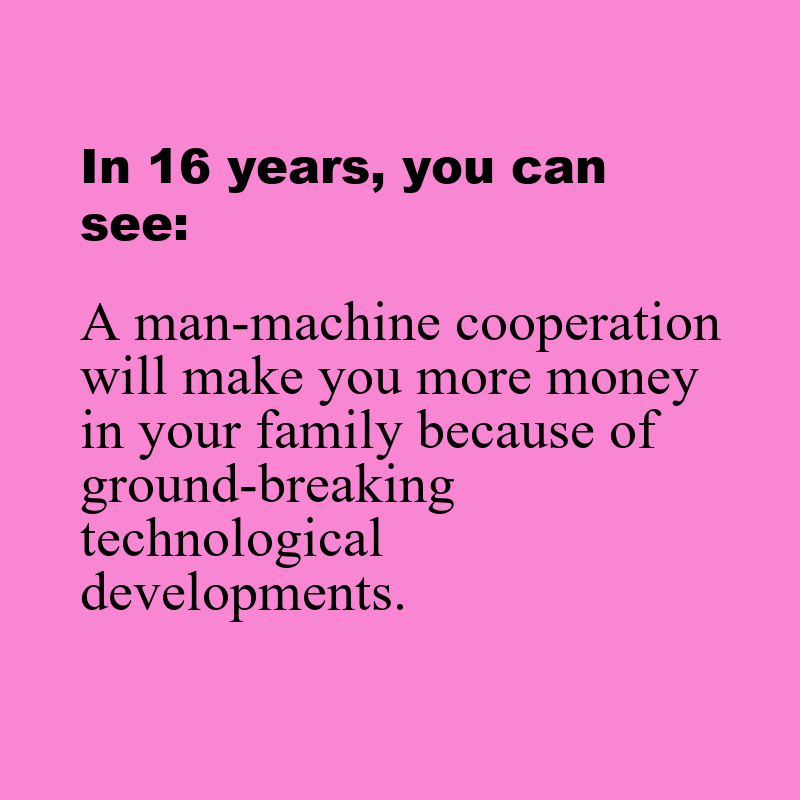 In 16 years, you can
see:
A man-machine cooperation
will make you more money
in your family because of
ground-breaking
technological
developments.